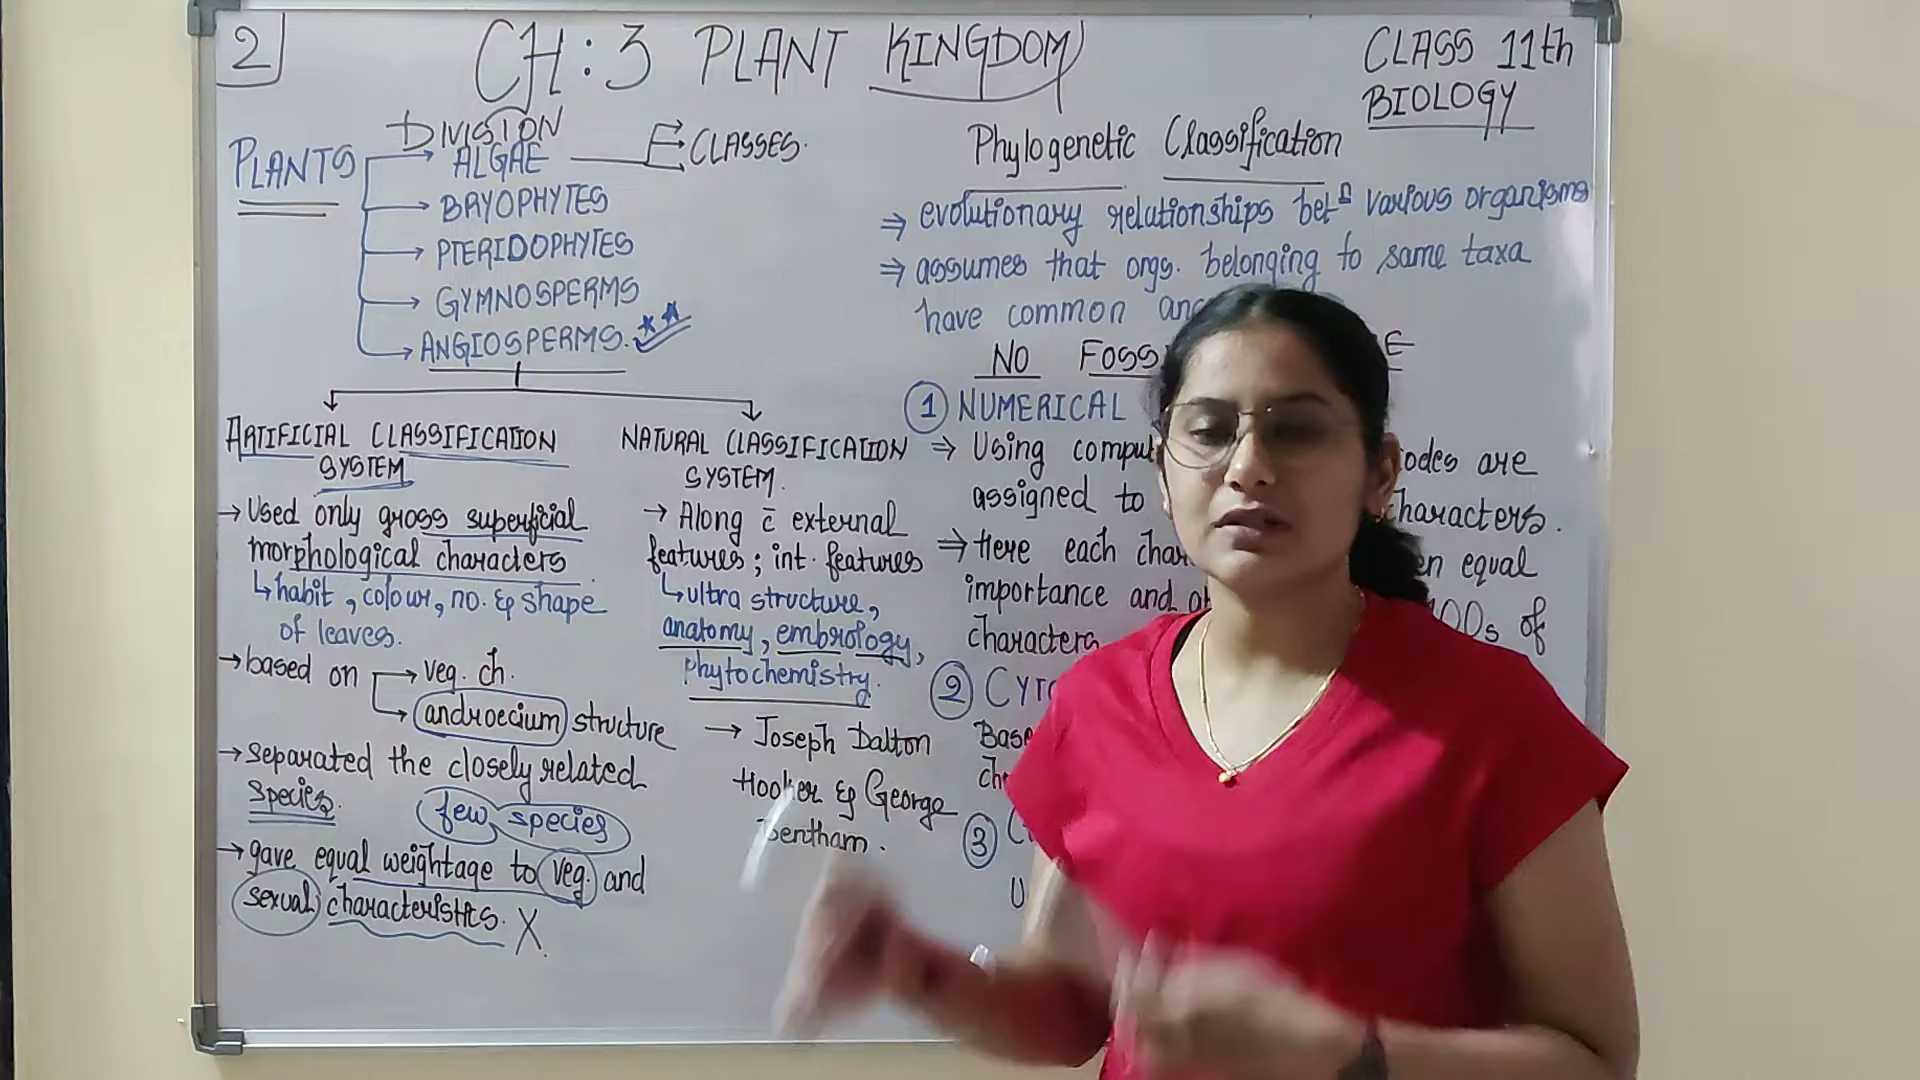 2
CH : 3 PLANT KINGDOM
CLASS 11th
BIOLOGY
PLANTS
DIVISION
ALGAE
CLASSES.
BRYOPHYTES
PTERIDOPHYTES
GYMNOSPERMS
ANGIOSPERMS.
ARTIFICIAL CLASSIFICATION
SYSTEM
→ Used only gross superficial
morphological characters
↳ habit, colour, no. & shape
of leaves.
→ based on → veg. ch.
→ androecium structure
→ separated the closely related
species.
few species
→ gave equal weightage to veg. and
sexual characteristics. X
NATURAL CLASSIFICATION
SYSTEM.
→ Along c̄ external
features; int. features
↳ ultra structure,
anatomy, embrology,
phytochemistry.
→ Joseph Dalton
Hooker & George
Bentham.
Phylogenetic Classification
⇒ evolutionary relationships betⁿ various organisms
⇒ assumes that orgs. belonging to same taxa
have common
NO
1 NUMERICAL
⇒ Using are
assigned to characters.
⇒ Here each equal
importance and of
characters
2
3